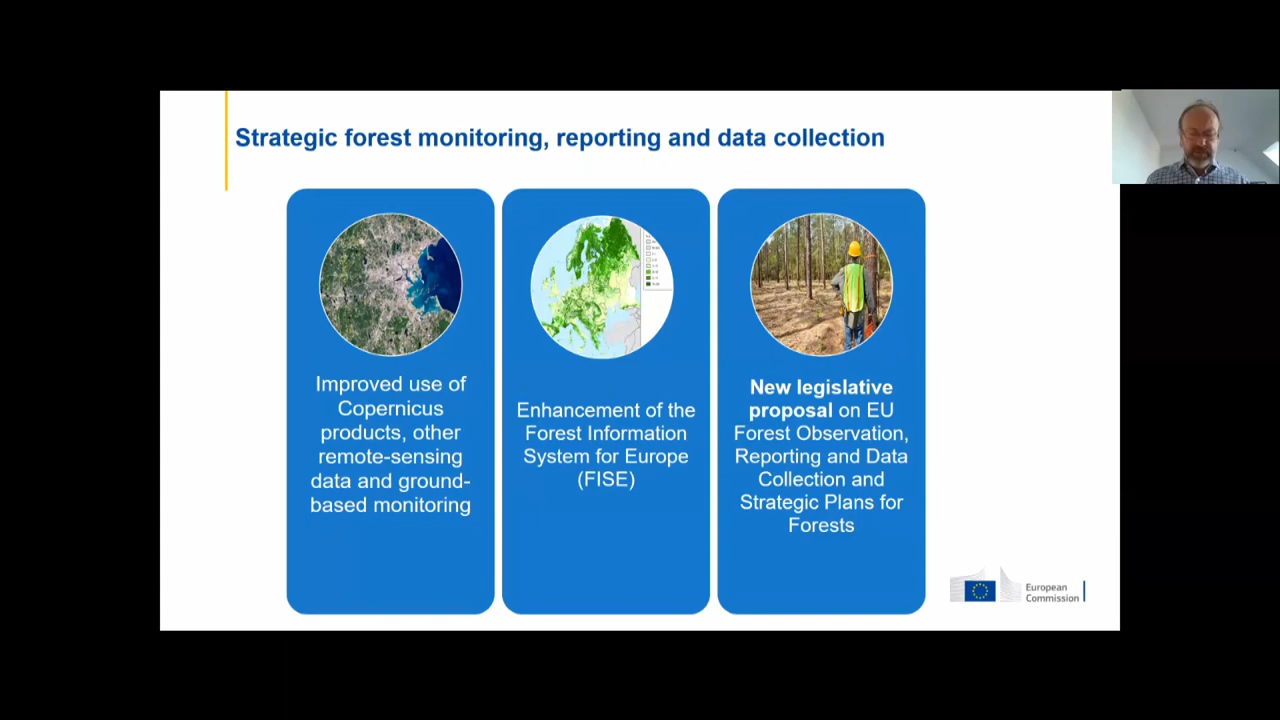 Strategic forest monitoring, reporting and data collection
Improved use of
Copernicus
products, other
remote-sensing
data and ground-
based monitoring
Enhancement of the
Forest Information
System for Europe
(FISE)
New legislative
proposal on EU
Forest Observation,
Reporting and Data
Collection and
Strategic Plans for
Forests
European
Commission